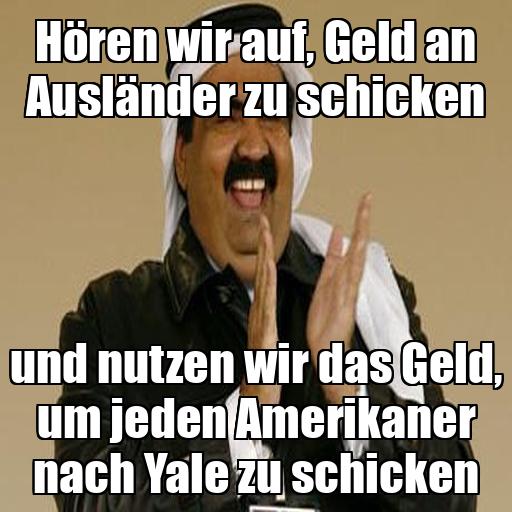 Hören wir auf, Geld an
Ausländer zu schicken
und nutzen wir das Geld,
um jeden Amerikaner
nach Yale zu schicken